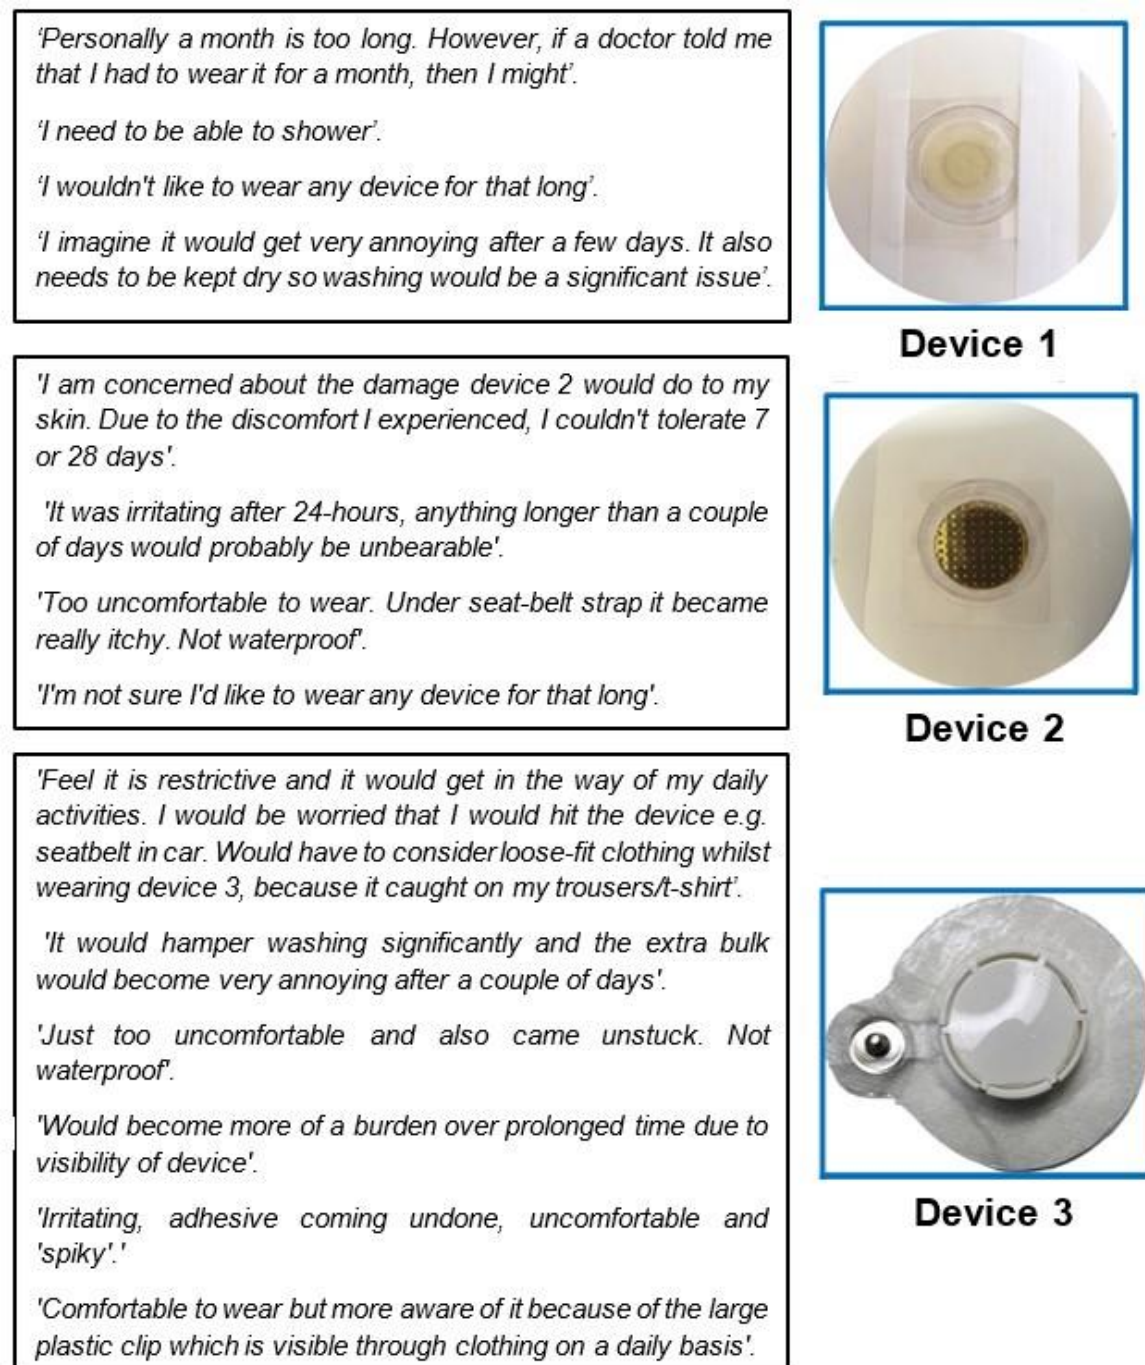 ‘Personally a month is too long. However, if a doctor told me
that I had to wear it for a month, then I might’.
‘I need to be able to shower’.
‘I wouldn't like to wear any device for that long’.
‘I imagine it would get very annoying after a few days. It also
needs to be kept dry so washing would be a significant issue’.
Device 1
'I am concerned about the damage device 2 would do to my
skin. Due to the discomfort I experienced, I couldn't tolerate 7
or 28 days'.
'It was irritating after 24-hours, anything longer than a couple
of days would probably be unbearable'.
'Too uncomfortable to wear. Under seat-belt strap it became
really itchy. Not waterproof'.
'I'm not sure I'd like to wear any device for that long'.
Device 2
'Feel it is restrictive and it would get in the way of my daily
activities. I would be worried that I would hit the device e.g.
seatbelt in car. Would have to consider loose-fit clothing whilst
wearing device 3, because it caught on my trousers/t-shirt’.
'It would hamper washing significantly and the extra bulk
would become very annoying after a couple of days'.
'Just too uncomfortable and also came unstuck. Not
waterproof'.
'Would become more of a burden over prolonged time due to
visibility of device'.
'Irritating, adhesive coming undone, uncomfortable and
'spiky'.'
'Comfortable to wear but more aware of it because of the large
plastic clip which is visible through clothing on a daily basis'.
Device 3